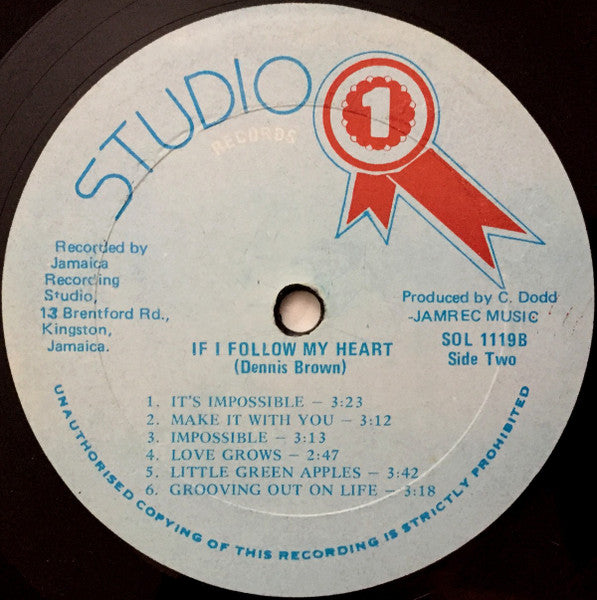 STUDIO 1
RECORDS
Recorded by
Jamaica
Recording
Studio,
13 Brentford Rd.,
Kingston,
Jamaica.
Produced by C. Dodd
-JAMREC MUSIC
SOL 1119B
Side Two
IF I FOLLOW MY HEART
(Dennis Brown)
1. IT'S IMPOSSIBLE – 3:23
2. MAKE IT WITH YOU – 3:12
3. IMPOSSIBLE – 3:13
4. LOVE GROWS – 2:47
5. LITTLE GREEN APPLES – 3:42
6. GROOVING OUT ON LIFE – 3:18
UNAUTHORISED COPYING OF THIS RECORDING IS STRICTLY PROHIBITED